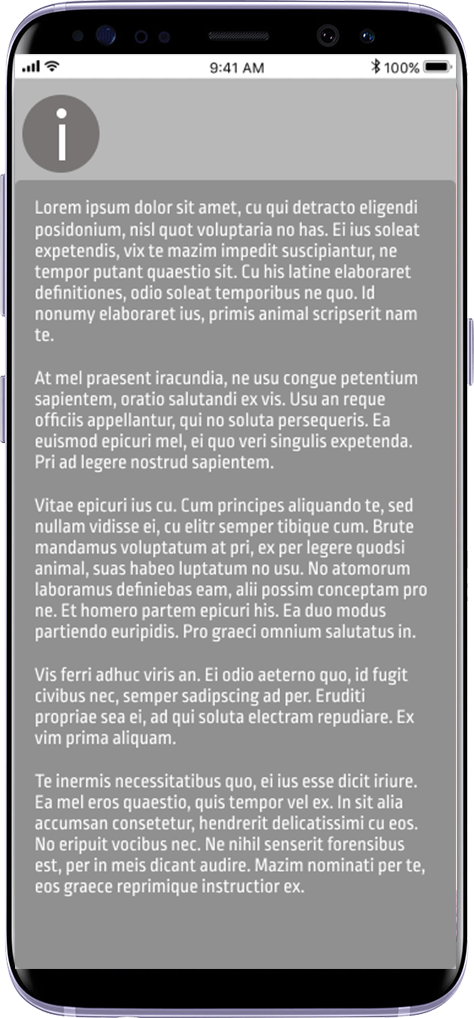 9:41 AM 100%
i
Lorem ipsum dolor sit amet, cu qui detracto eligendi
posidonium, nisl quot voluptaria no has. Ei ius soleat
expetendis, vix te mazim impedit suscipiantur, ne
tempor putant quaestio sit. Cu his latine elaboraret
definitiones, odio soleat temporibus ne quo. Id
nonumy elaboraret ius, primis animal scripserit nam
te.
At mel praesent iracundia, ne usu congue petentium
sapientem, oratio salutandi ex vis. Usu an reque
officiis appellantur, qui no soluta persequeris. Ea
euismod epicuri mel, ei quo veri singulis expetenda.
Pri ad legere nostrud sapientem.
Vitae epicuri ius cu. Cum principes aliquando te, sed
nullam vidisse ei, cu elitr semper tibique cum. Brute
mandamus voluptatum at pri, ex per legere quodsi
animal, suas habeo luptatum no usu. No atomorum
laboramus definiebas eam, alii possim conceptam pro
ne. Et homero partem epicuri his. Ea duo modus
partiendo euripidis. Pro graeci omnium salutatus in.
Vis ferri adhuc viris an. Ei odio aeterno quo, id fugit
civibus nec, semper sadipscing ad per. Eruditi
propriae sea ei, ad qui soluta electram repudiare. Ex
vim prima aliquam.
Te inermis necessitatibus quo, ei ius esse dicit iriure.
Ea mel eros quaestio, quis tempor vel ex. In sit alia
accumsan consetetur, hendrerit delicatissimi cu eos.
No eripuit vocibus nec. Ne nihil senserit forensibus
est, per in meis dicant audire. Mazim nominati per te,
eos graece reprimique instructior ex.